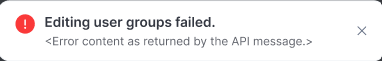 Editing user groups failed.
<Error content as returned by the API message.>